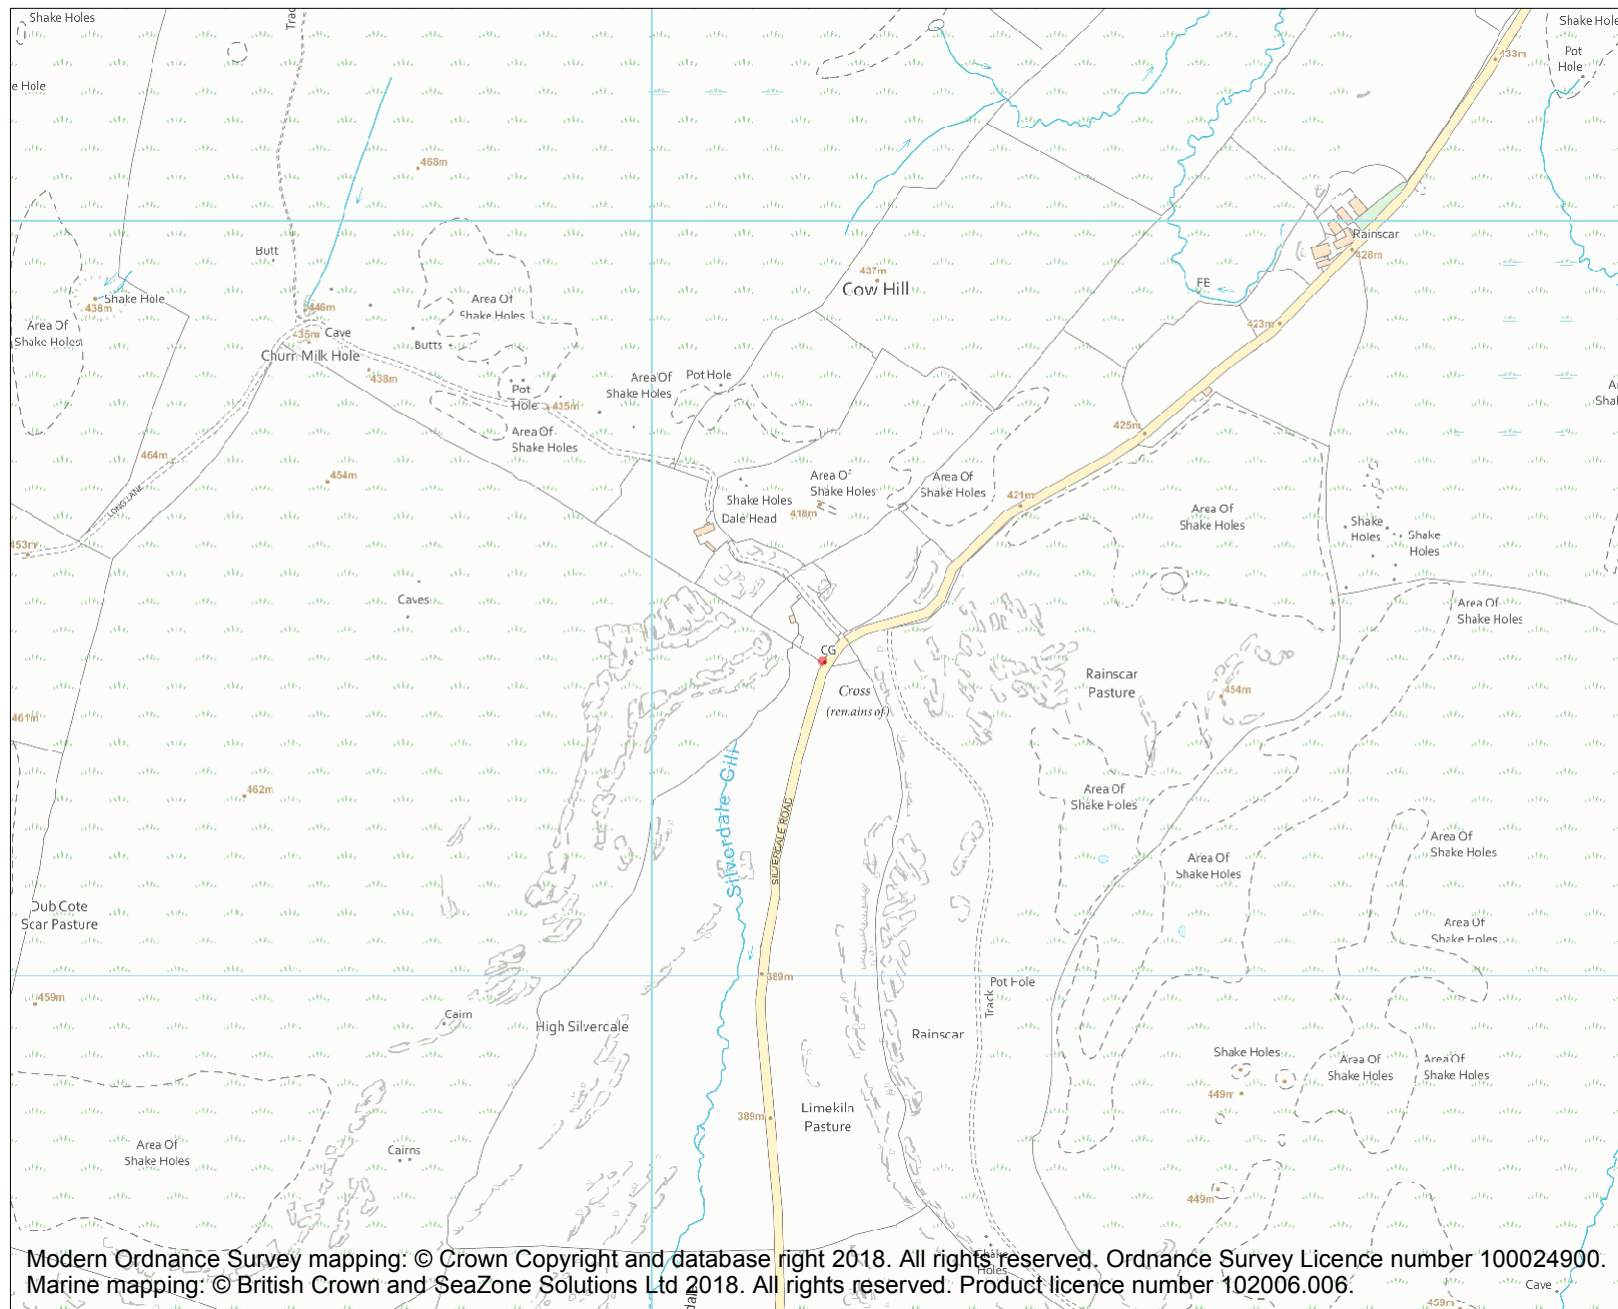 Shake Holes
Trac
Shake Hole
Pot
Hole
433m
e Hole
468m
Butt
Rainscar
428m
437m
Cow Hill
FE
Shake Hole
438m
Area Of
Shake Holes
446m
435m
Cave
Churn Milk Hole
438m
Area Of
Shake Holes
Butts
423m
Pot
Hole
435m
Area Of
Shake Holes
Pot Hole
Ar
Shal
Area Of
Shake Holes
425m
464m
LONG LANE
454m
453m
Area Of
Shake Holes
Area Of
Shake Holes
421m
Shake Holes
418m
Dale Head
Area Of
Shake Holes
Shake
Holes
Shake
Holes
Caves
Area Of
Shake Holes
CG
Cross
(remains of)
Rainscar
Pasture
454m
461m
462m
Silverdale Gill
SILVERDALE ROAD
Area Of
Shake Holes
Area Of
Shake Holes
Area Of
Shake Holes
Dub Cote
Scar Pasture
Area Of
Shake Holes
389m
Pot Hole
Track
459m
Cairn
High Silverdale
Rainscar
Shake Holes
449m
Area Of
Shake Holes
Area Of
Shake Holes
389m
Limekiln
Pasture
Area Of
Shake Holes
Cairns
449m
Shake
Holes
Cave
459m
dale
Modern Ordnance Survey mapping: © Crown Copyright and database right 2018. All rights reserved. Ordnance Survey Licence number 100024900.
Marine mapping: © British Crown and SeaZone Solutions Ltd 2018. All rights reserved. Product licence number 102006.006.